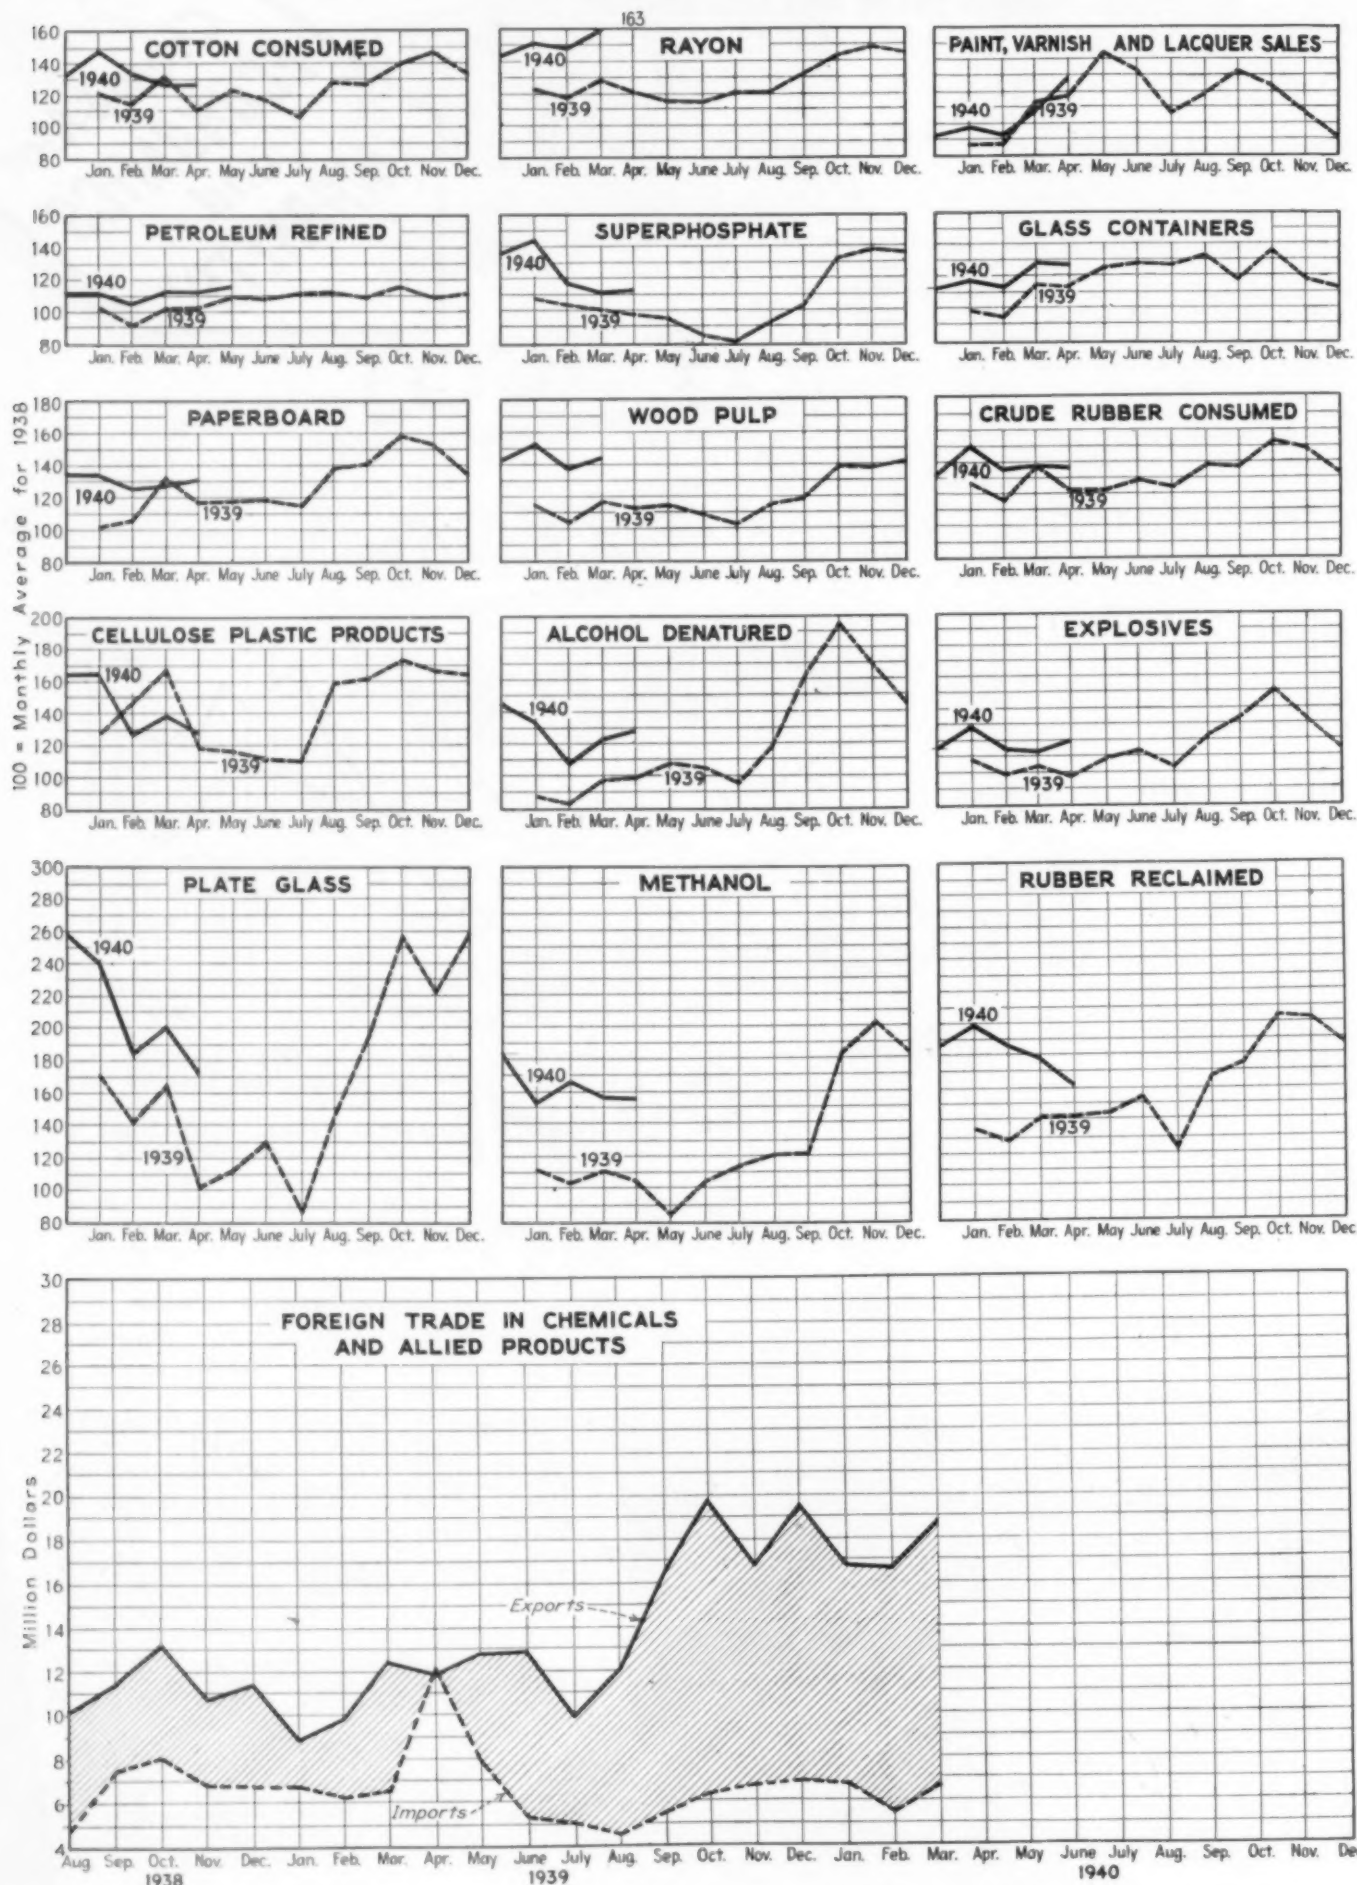 163
COTTON CONSUMED
RAYON
PAINT, VARNISH AND LACQUER SALES
160
140
120
100
80
1940
1939
1940
1939
1940
1939
Jan. Feb. Mar. Apr. May June July Aug. Sep. Oct. Nov. Dec.
Jan. Feb. Mar. Apr. May June July Aug. Sep. Oct. Nov. Dec.
Jan. Feb. Mar. Apr. May June July Aug. Sep. Oct. Nov. Dec.
PETROLEUM REFINED
SUPERPHOSPHATE
GLASS CONTAINERS
160
140
120
100
80
1940
1939
1940
1939
1940
1939
Jan. Feb. Mar. Apr. May June July Aug. Sep. Oct. Nov. Dec.
Jan. Feb. Mar. Apr. May June July Aug. Sep. Oct. Nov. Dec.
Jan. Feb. Mar. Apr. May June July Aug. Sep. Oct. Nov. Dec.
100 = Monthly Average for 1938
PAPERBOARD
WOOD PULP
CRUDE RUBBER CONSUMED
180
160
140
120
100
80
1940
1939
1940
1939
1940
1939
Jan. Feb. Mar. Apr. May June July Aug. Sep. Oct. Nov. Dec.
Jan. Feb. Mar. Apr. May June July Aug. Sep. Oct. Nov. Dec.
Jan. Feb. Mar. Apr. May June July Aug. Sep. Oct. Nov. Dec.
CELLULOSE PLASTIC PRODUCTS
ALCOHOL DENATURED
EXPLOSIVES
200
180
160
140
120
100
80
1940
1939
1940
1939
1940
1939
Jan. Feb. Mar. Apr. May June July Aug. Sep. Oct. Nov. Dec.
Jan. Feb. Mar. Apr. May June July Aug. Sep. Oct. Nov. Dec.
Jan. Feb. Mar. Apr. May June July Aug. Sep. Oct. Nov. Dec.
PLATE GLASS
METHANOL
RUBBER RECLAIMED
300
280
260
240
220
200
180
160
140
120
100
80
1940
1939
1940
1939
1940
1939
Jan. Feb. Mar. Apr. May June July Aug. Sep. Oct. Nov. Dec.
Jan. Feb. Mar. Apr. May June July Aug. Sep. Oct. Nov. Dec.
Jan. Feb. Mar. Apr. May June July Aug. Sep. Oct. Nov. Dec.
FOREIGN TRADE IN CHEMICALS
AND ALLIED PRODUCTS
Million Dollars
30
28
26
24
22
20
18
16
14
12
10
8
6
4
Exports
Imports
Aug. Sep. Oct. Nov. Dec. Jan. Feb. Mar. Apr. May June July Aug. Sep. Oct. Nov. Dec. Jan. Feb. Mar. Apr. May June July Aug. Sep. Oct. Nov. Dec
1938 1939 1940